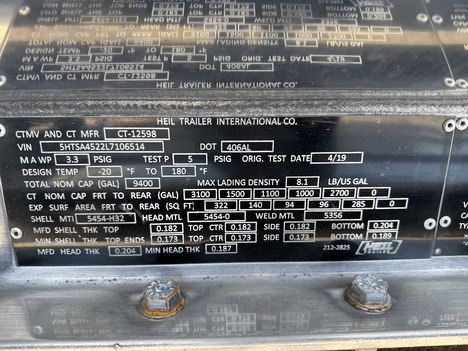 HEIL TRAILER INTERNATIONAL CO.
CTMV AND CT MFR CT-12598
VIN 5HTSA4522L7106514 DOT 406AL
M A WP 3.3 PSIG TEST P 5 PSIG ORIG. TEST DATE 4/19
DESIGN TEMP -20 °F TO 180 °F
TOTAL NOM CAP (GAL) 9400 MAX LADING DENSITY 8.1 LB/US GAL
CT NOM CAP FRT TO REAR (GAL) 3100 1500 1100 1000 2700 0
EXP SURF AREA FRT TO REAR (SQ FT) 322 140 94 96 285 0
SHELL MTL 5454-H32 HEAD MTL 5454-0 WELD MTL 5356
MFD SHELL THK TOP 0.182 TOP CTR 0.182 SIDE 0.182 BOTTOM 0.204
MIN SHELL THK TOP ENDS 0.173 TOP CTR 0.173 SIDE 0.173 BOTTOM 0.189
MFD HEAD THK 0.204 MIN HEAD THK 0.187 212-2825 HEIL TRAILER